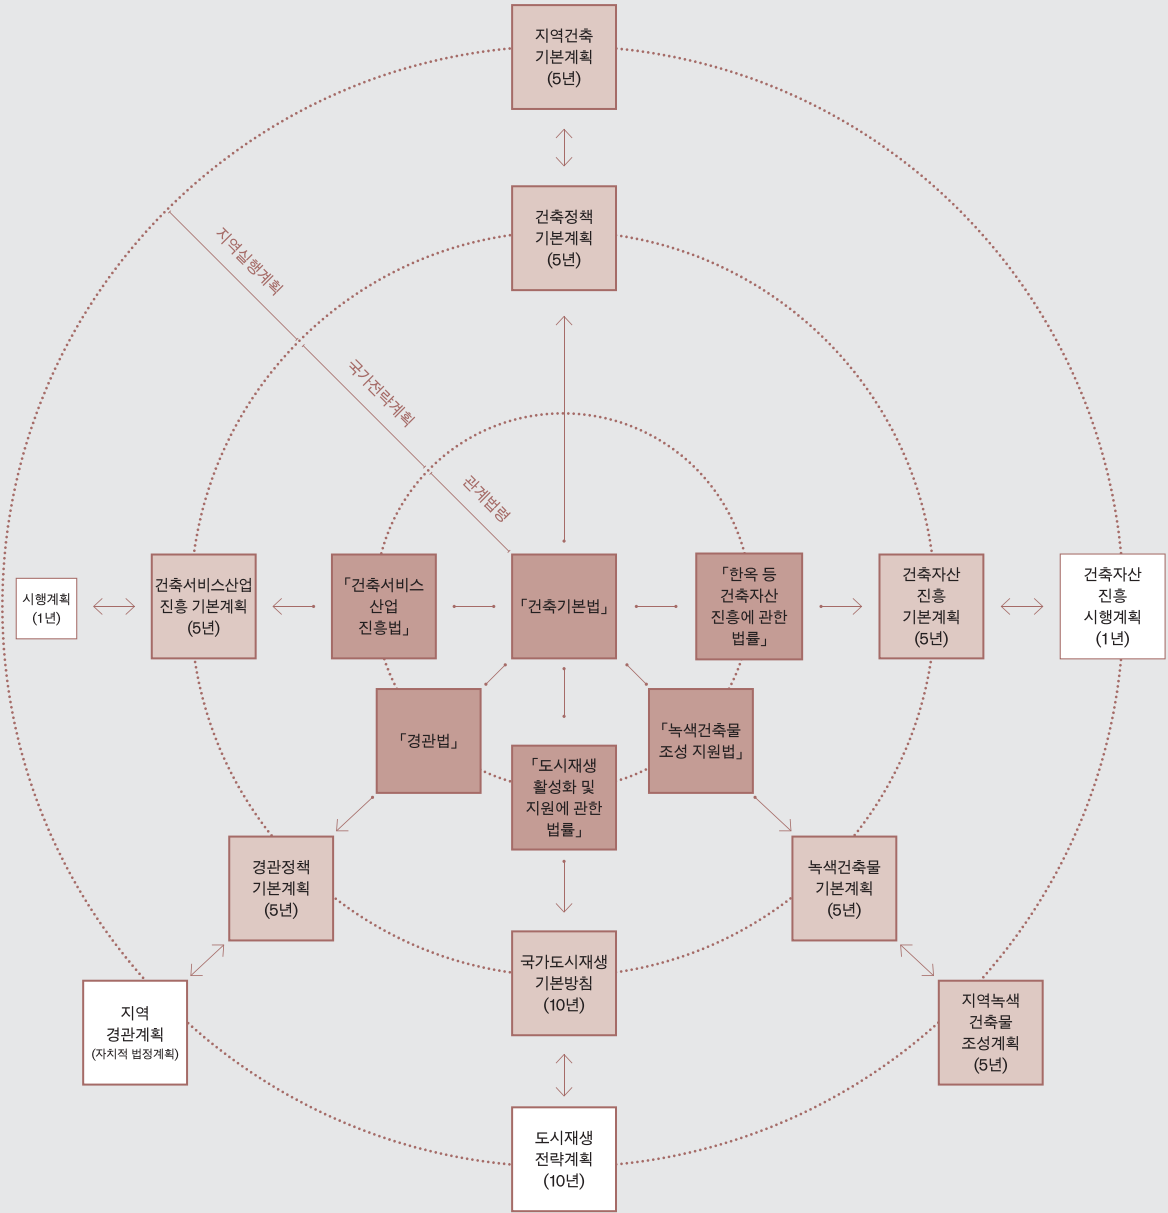 지역건축
기본계획
(5년)
건축정책
기본계획
(5년)
지역실행계획
국가전략계획
관계법령
시행계획
(1년)
건축서비스산업
진흥 기본계획
(5년)
「건축서비스
산업
진흥법」
「건축기본법」
「한옥 등
건축자산
진흥에 관한
법률」
건축자산
진흥
기본계획
(5년)
건축자산
진흥
시행계획
(1년)
「경관법」
「도시재생
활성화 및
지원에 관한
법률」
「녹색건축물
조성 지원법」
경관정책
기본계획
(5년)
녹색건축물
기본계획
(5년)
국가도시재생
기본방침
(10년)
지역
경관계획
(자치적 법정계획)
지역녹색
건축물
조성계획
(5년)
도시재생
전략계획
(10년)